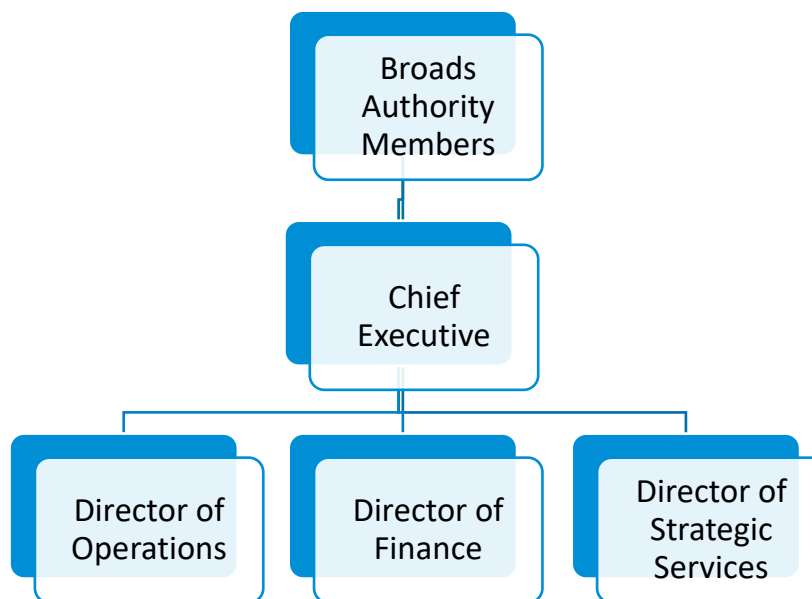 Broads
Authority
Members
Chief
Executive
Director of
Operations
Director of
Finance
Director of
Strategic
Services